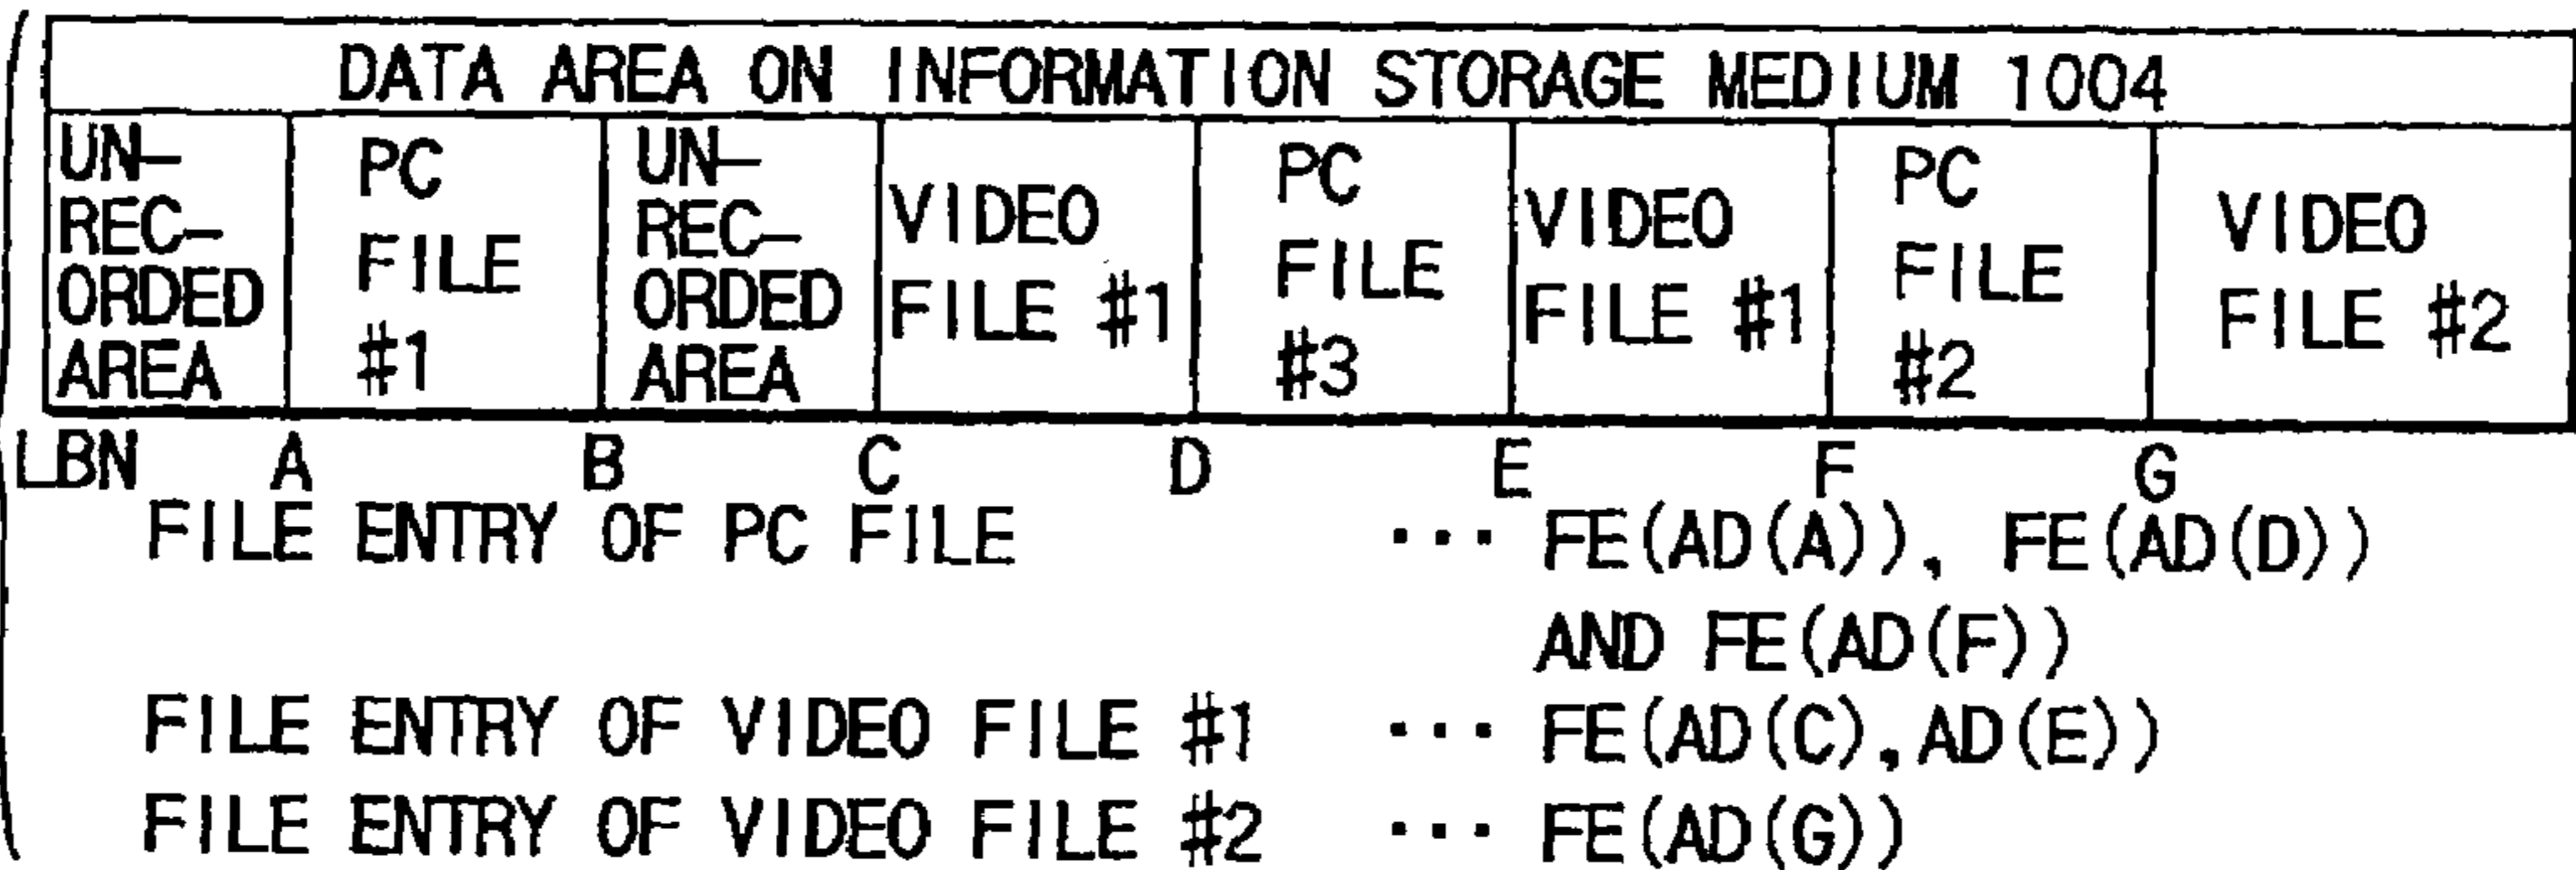 DATA AREA ON INFORMATION STORAGE MEDIUM 1004
UN-
REC-
ORDED
AREA
PC
FILE
#1
UN-
REC-
ORDED
AREA
VIDEO
FILE #1
PC
FILE
#3
VIDEO
FILE #1
PC
FILE
#2
VIDEO
FILE #2
LBN A B C D E F G
FILE ENTRY OF PC FILE ··· FE(AD(A)), FE(AD(D))
AND FE(AD(F))
FILE ENTRY OF VIDEO FILE #1 ··· FE(AD(C),AD(E))
FILE ENTRY OF VIDEO FILE #2 ··· FE(AD(G))